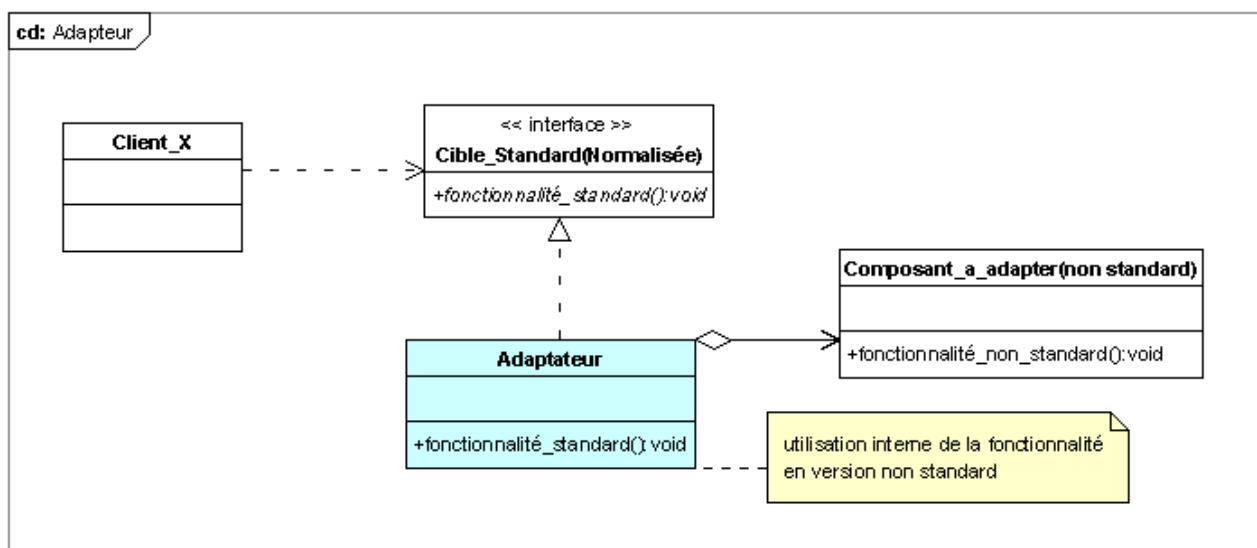 cd: Adapteur
Client_X
<< interface >>
Cible_Standard(Normalisée)
+fonctionnalité_standard():void
Composant_a_adapter(non standard)
+fonctionnalité_non_standard():void
Adaptateur
+fonctionnalité_standard():void
utilisation interne de la fonctionnalité
en version non standard